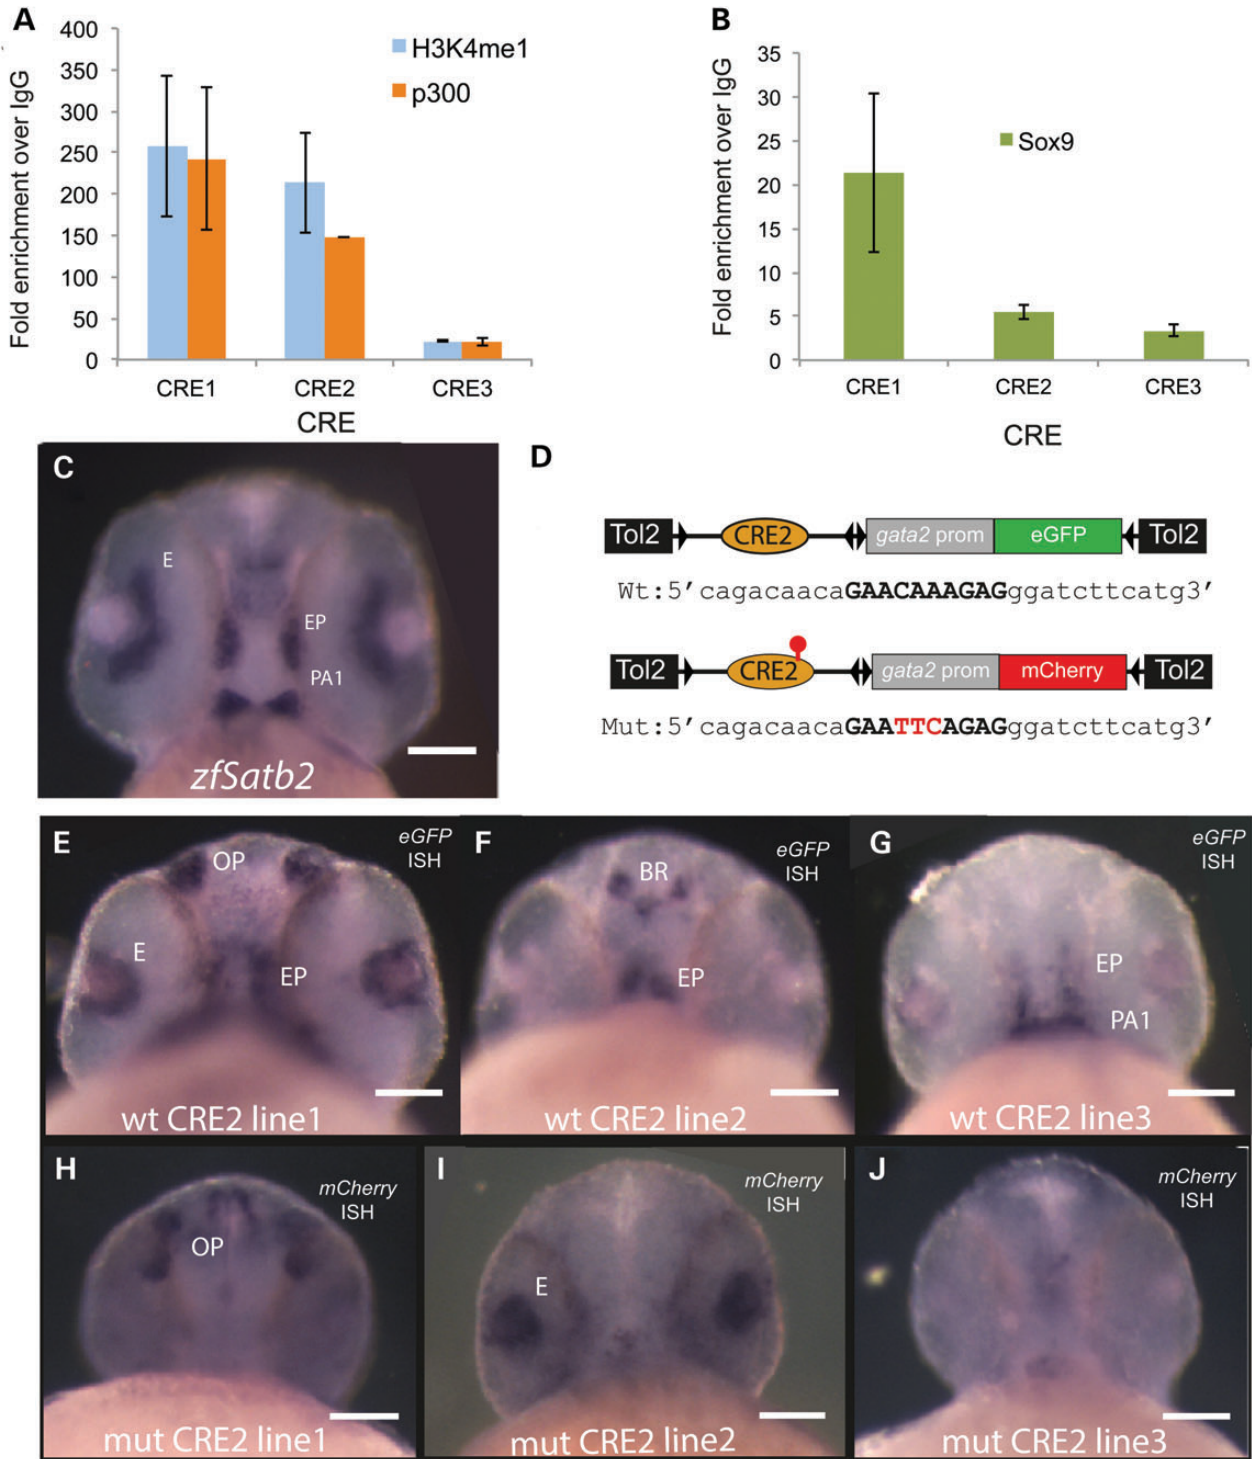 A
Fold enrichment over IgG
400
350
300
250
200
150
100
50
0
H3K4me1
p300
CRE1 CRE2 CRE3
CRE
B
Fold enrichment over IgG
35
30
25
20
15
10
5
0
Sox9
CRE1 CRE2 CRE3
CRE
C
E
EP
PA1
zfSatb2
D
Tol2 CRE2 gata2 prom eGFP Tol2
Wt:5’cagacaacaGAACAAAGAGggatcttcatg3’
Tol2 CRE2 gata2 prom mCherry Tol2
Mut:5’cagacaacaGAATTCAGAGggatcttcatg3’
E
eGFP
ISH
OP
E
EP
wt CRE2 line1
F
eGFP
ISH
BR
EP
wt CRE2 line2
G
eGFP
ISH
EP
PA1
wt CRE2 line3
H
mCherry
ISH
OP
mut CRE2 line1
I
mCherry
ISH
E
mut CRE2 line2
J
mCherry
ISH
mut CRE2 line3